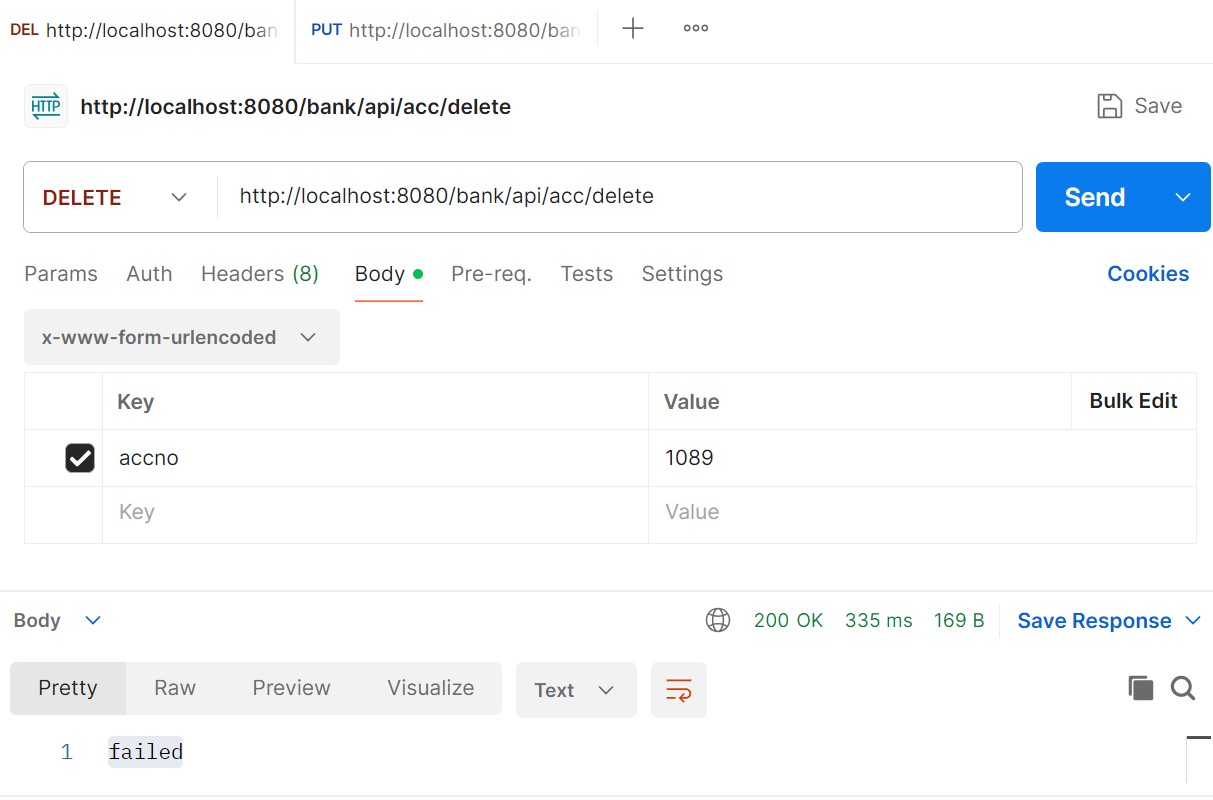 DEL http://localhost:8080/ban PUT http://localhost:8080/ban
HTTP http://localhost:8080/bank/api/acc/delete Save
DELETE http://localhost:8080/bank/api/acc/delete Send
Params Auth Headers (8) Body Pre-req. Tests Settings Cookies
x-www-form-urlencoded
Key Value Bulk Edit
accno 1089
Key Value
Body 200 OK 335 ms 169 B Save Response
Pretty Raw Preview Visualize Text
1 failed